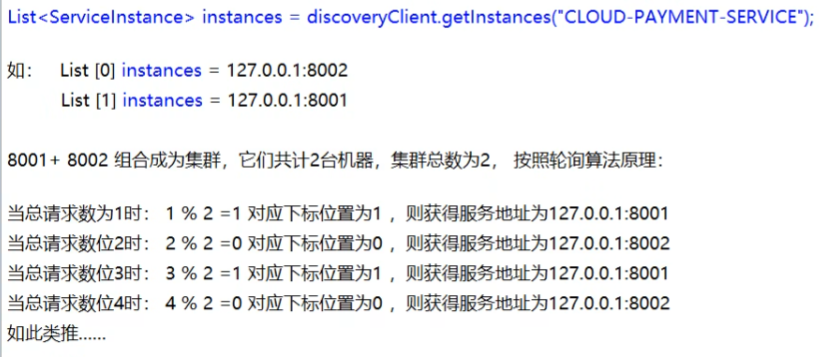 List<ServiceInstance> instances = discoveryClient.getInstances("CLOUD-PAYMENT-SERVICE");
如： List [0] instances = 127.0.0.1:8002
List [1] instances = 127.0.0.1:8001
8001+ 8002 组合成为集群，它们共计2台机器，集群总数为2， 按照轮询算法原理：
当总请求数为1时： 1 % 2 =1 对应下标位置为1 ，则获得服务地址为127.0.0.1:8001
当总请求数位2时： 2 % 2 =0 对应下标位置为0 ，则获得服务地址为127.0.0.1:8002
当总请求数位3时： 3 % 2 =1 对应下标位置为1 ，则获得服务地址为127.0.0.1:8001
当总请求数位4时： 4 % 2 =0 对应下标位置为0 ，则获得服务地址为127.0.0.1:8002
如此类推......